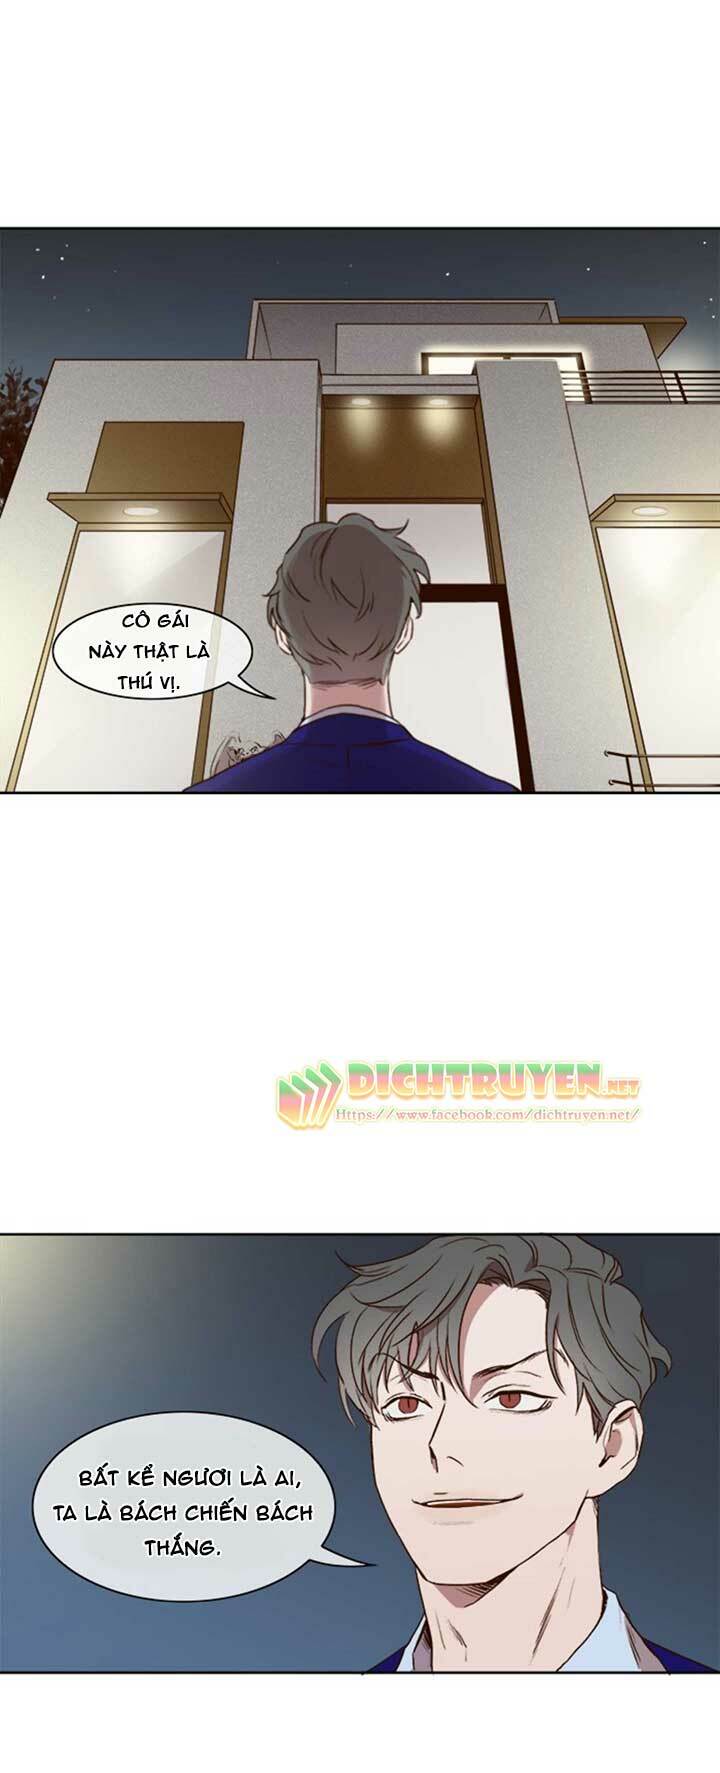 CÔ GÁI
NÀY THẬT LÀ
THÚ VỊ.
DICHTRUYEN.NET
Https://www.facebook.com/dichtruyen.net/
BẤT KỂ NGƯƠI LÀ AI,
TA LÀ BÁCH CHIẾN BÁCH
THẮNG.